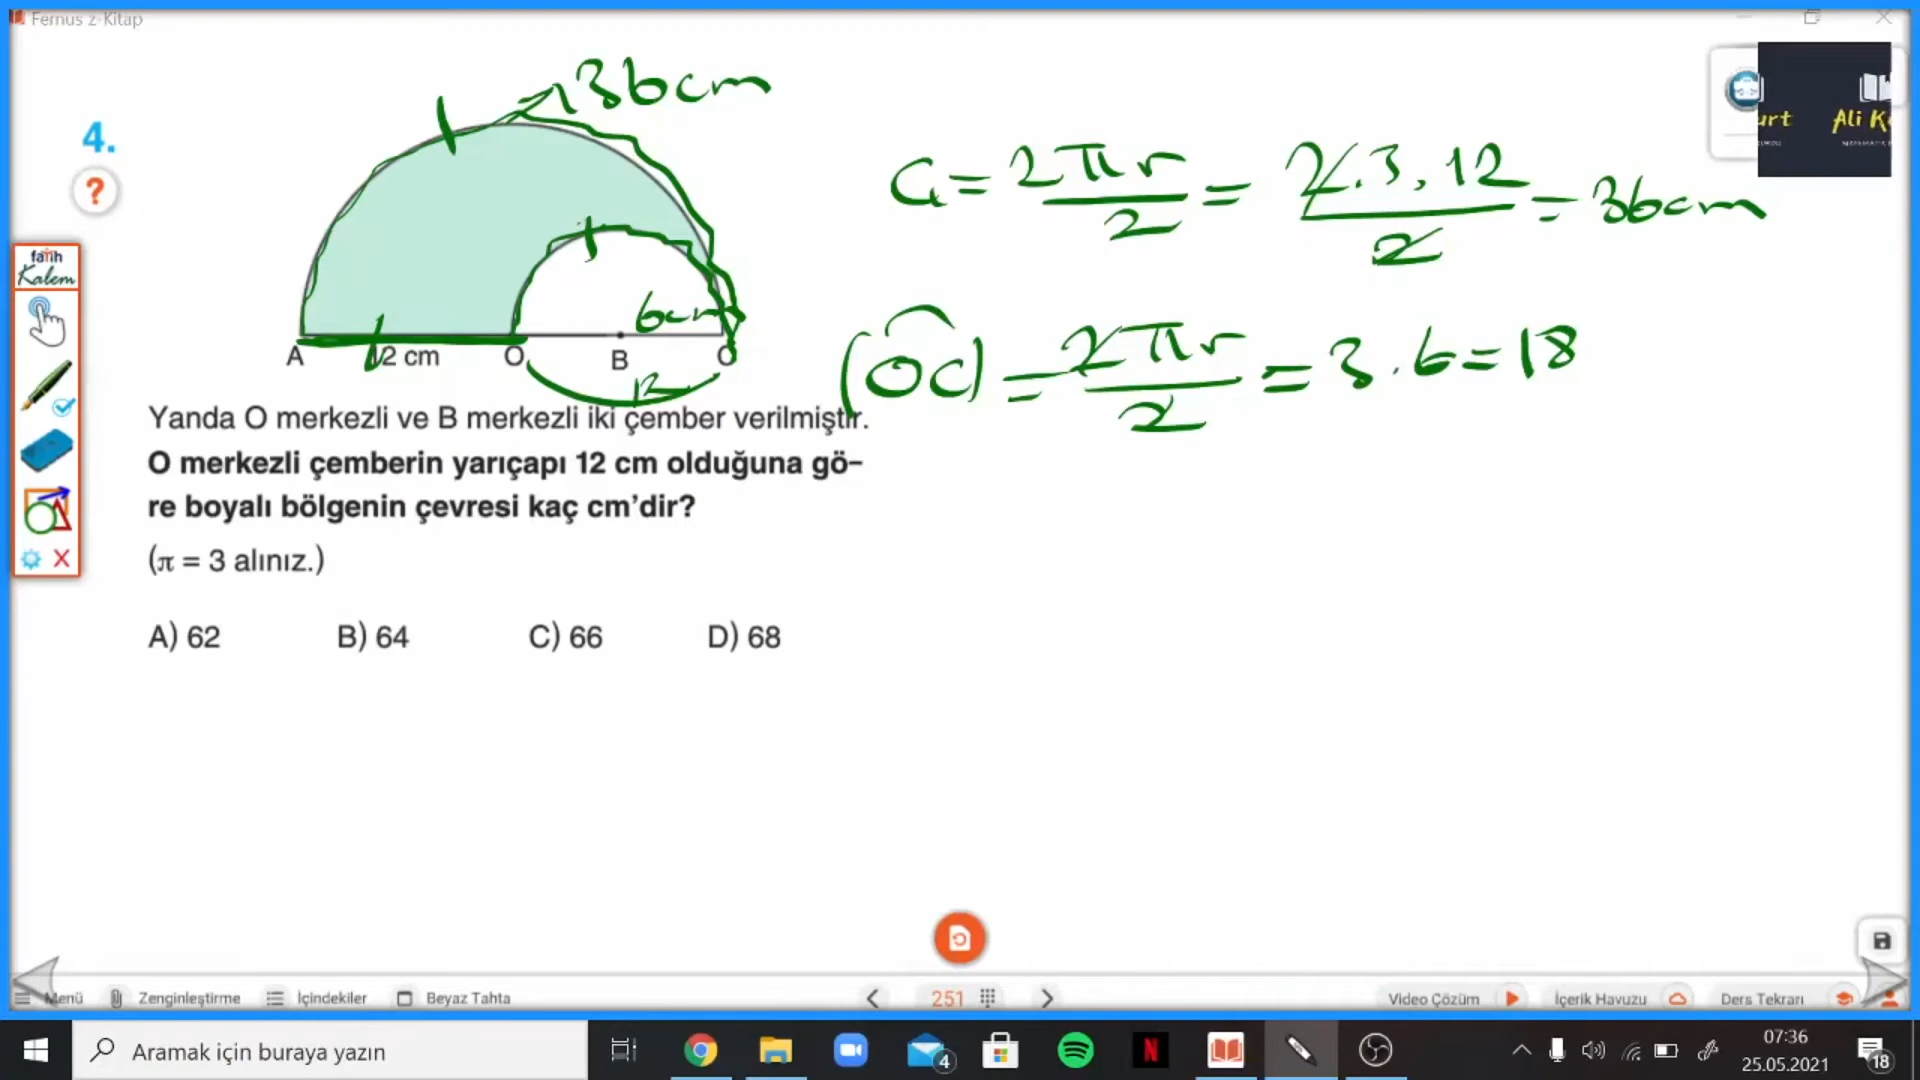 Fernus z-Kitap
4.
?
36cm
6cm
A
12 cm
O
B
C
12
Ç = 2πr / 2 = 2.3.12 / 2 = 36cm
(OC) = 2πr / 2 = 3.6 = 18
Yanda O merkezli ve B merkezli iki çember verilmiştir.
O merkezli çemberin yarıçapı 12 cm olduğuna gö-
re boyalı bölgenin çevresi kaç cm'dir?
(π = 3 alınız.)
A) 62 B) 64 C) 66 D) 68
fatih
Kalem
urt
Ali K
Menü Zenginleştirme İçindekiler Beyaz Tahta 251 Video Çözüm İçerik Havuzu Ders Tekrarı
Aramak için buraya yazın
4
N
07:36
25.05.2021
18